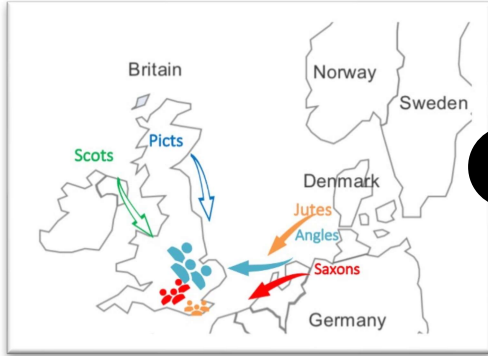 Britain
Norway
Sweden
Picts
Scots
Denmark
Jutes
Angles
Saxons
Germany